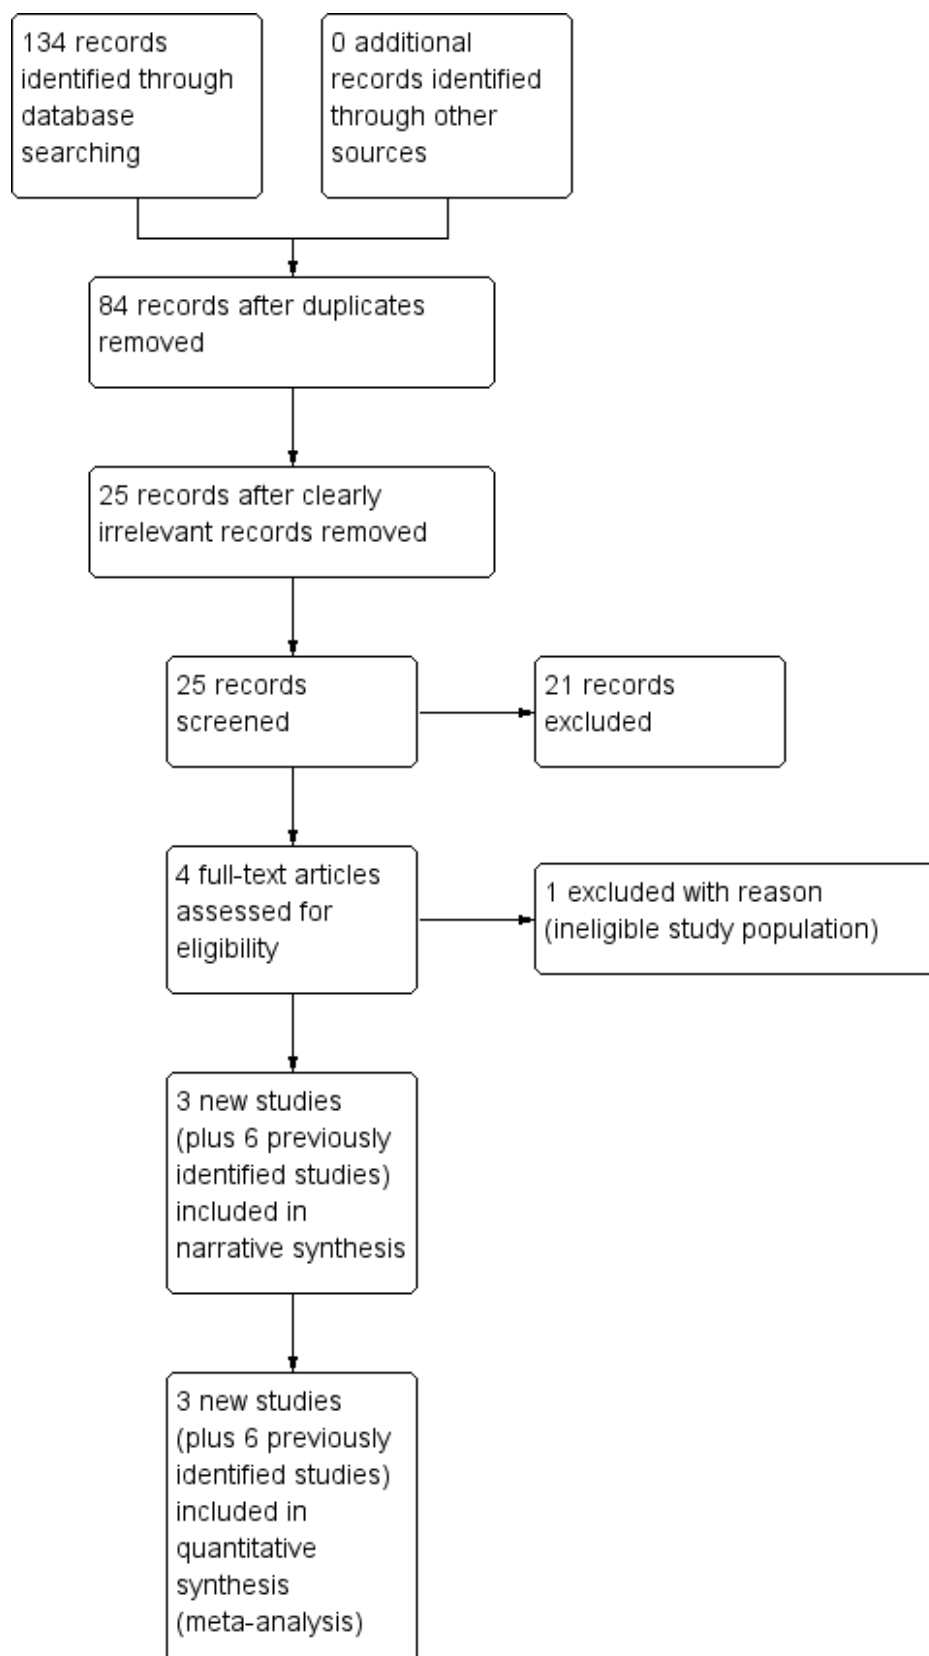 134 records
identified through
database
searching
0 additional
records identified
through other
sources
84 records after duplicates
removed
25 records after clearly
irrelevant records removed
25 records
screened
21 records
excluded
4 full-text articles
assessed for
eligibility
1 excluded with reason
(ineligible study population)
3 new studies
(plus 6 previously
identified studies)
included in
narrative synthesis
3 new studies
(plus 6 previously
identified studies)
included in
quantitative
synthesis
(meta-analysis)